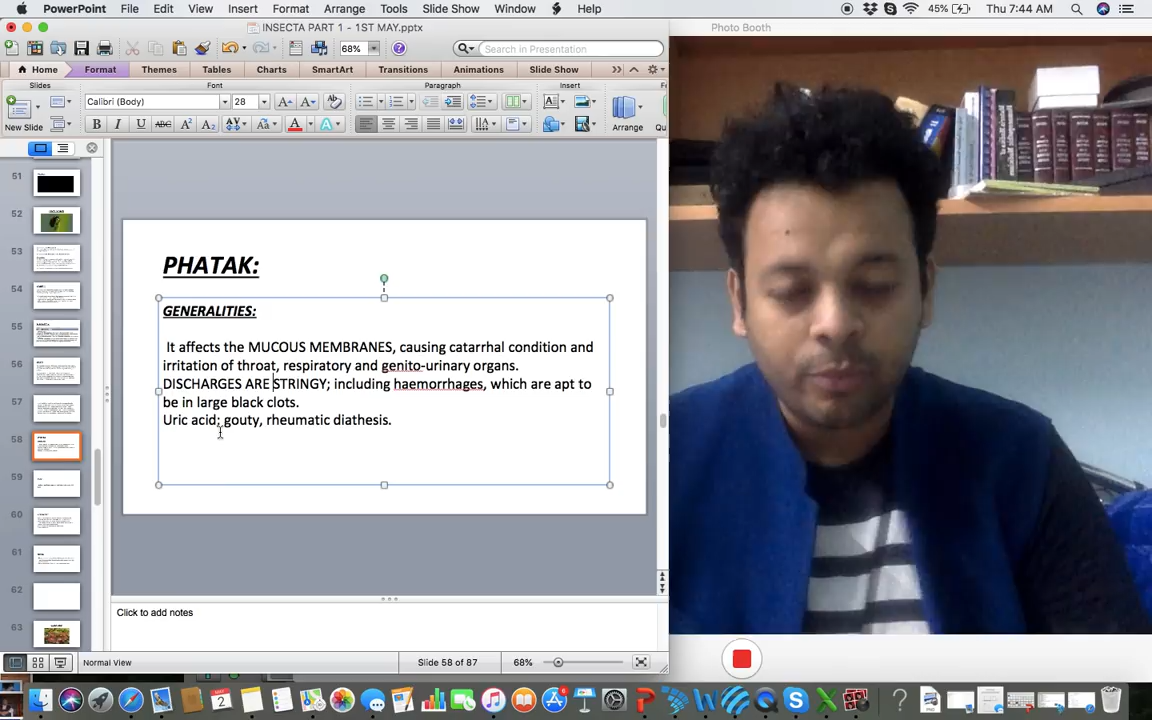 PowerPoint File Edit View Insert Format Arrange Tools Slide Show Window Help 45% Thu 7:44 AM
INSECTA PART 1 - 1ST MAY.pptx
Photo Booth
68% Search in Presentation
Home Format Themes Tables Charts SmartArt Transitions Animations Slide Show
Slides Font Paragraph Insert
New Slide Calibri (Body) 28 Arrange
B I U ABC A² A₂ AV Aa A A
51
52
53
54
55
56
57
58
59
60
61
62
63
PHATAK:
GENERALITIES:
It affects the MUCOUS MEMBRANES, causing catarrhal condition and
irritation of throat, respiratory and genito-urinary organs.
DISCHARGES ARE STRINGY; including haemorrhages, which are apt to
be in large black clots.
Uric acid; gouty, rheumatic diathesis.
Click to add notes
Normal View Slide 58 of 87 68%